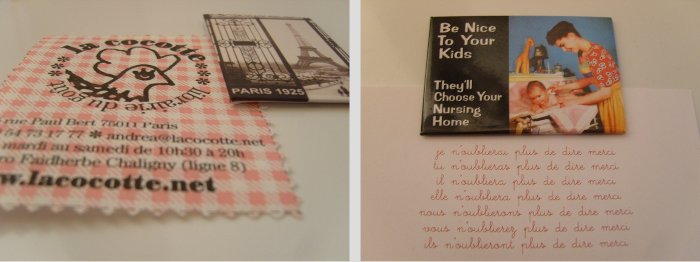 la cocotte
librairie du goût
rue Paul Bert 75011 Paris
54 73 17 77 * andrea@lacocotte.net
mardi au samedi de 10h30 à 20h
Faidherbe Chaligny (ligne 8)
www.lacocotte.net
PARIS 1925
Be Nice
To Your
Kids
They'll
Choose Your
Nursing
Home
je n'oublierai plus de dire merci
tu n'oublieras plus de dire merci
il n'oubliera plus de dire merci
elle n'oubliera plus de dire merci
nous n'oublierons plus de dire merci
vous n'oublierez plus de dire merci
ils n'oublieront plus de dire merci